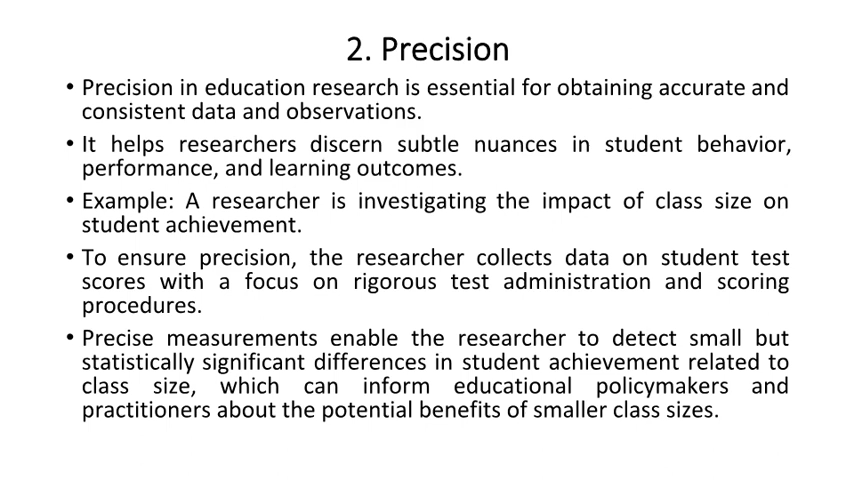 2. Precision
• Precision in education research is essential for obtaining accurate and
consistent data and observations.
• It helps researchers discern subtle nuances in student behavior,
performance, and learning outcomes.
• Example: A researcher is investigating the impact of class size on
student achievement.
• To ensure precision, the researcher collects data on student test
scores with a focus on rigorous test administration and scoring
procedures.
• Precise measurements enable the researcher to detect small but
statistically significant differences in student achievement related to
class size, which can inform educational policymakers and
practitioners about the potential benefits of smaller class sizes.